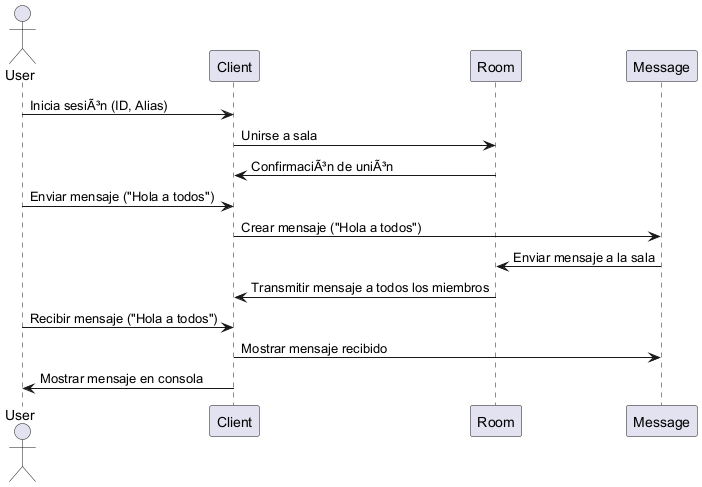 User
Client
Room
Message
Inicia sesiÃ³n (ID, Alias)
Unirse a sala
ConfirmaciÃ³n de uniÃ³n
Enviar mensaje ("Hola a todos")
Crear mensaje ("Hola a todos")
Enviar mensaje a la sala
Transmitir mensaje a todos los miembros
Recibir mensaje ("Hola a todos")
Mostrar mensaje recibido
Mostrar mensaje en consola
User
Client
Room
Message